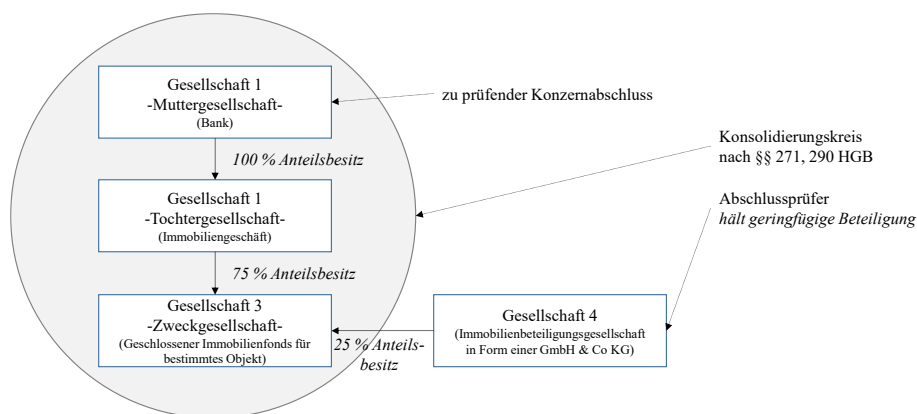 Gesellschaft 1
-Muttergesellschaft-
(Bank)
zu prüfender Konzernabschluss
100 % Anteilsbesitz
Konsolidierungskreis
nach §§ 271, 290 HGB
Gesellschaft 1
-Tochtergesellschaft-
(Immobiliengeschäft)
Abschlussprüfer
hält geringfügige Beteiligung
75 % Anteilsbesitz
Gesellschaft 3
-Zweckgesellschaft-
(Geschlossener Immobilienfonds für
bestimmtes Objekt)
25 % Anteils-
besitz
Gesellschaft 4
(Immobilienbeteiligungsgesellschaft
in Form einer GmbH & Co KG)